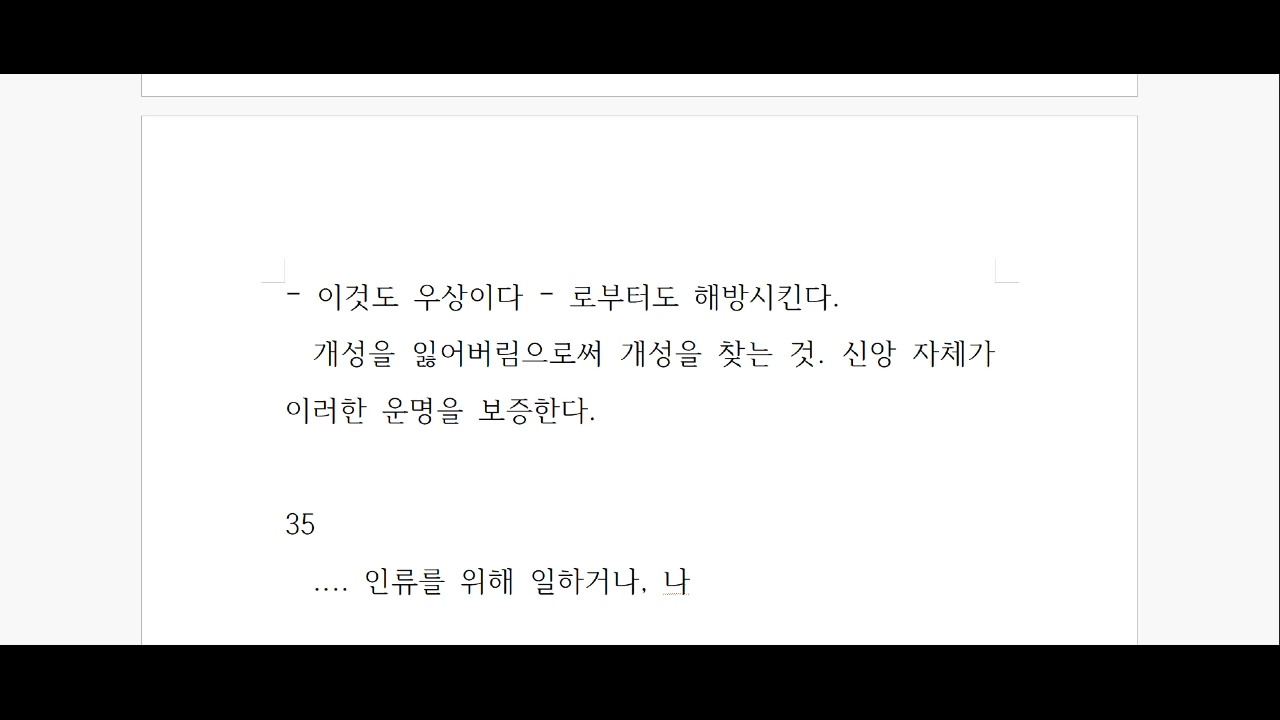 - 이것도 우상이다 - 로부터도 해방시킨다.
개성을 잃어버림으로써 개성을 찾는 것. 신앙 자체가
이러한 운명을 보증한다.
35
.... 인류를 위해 일하거나, 나